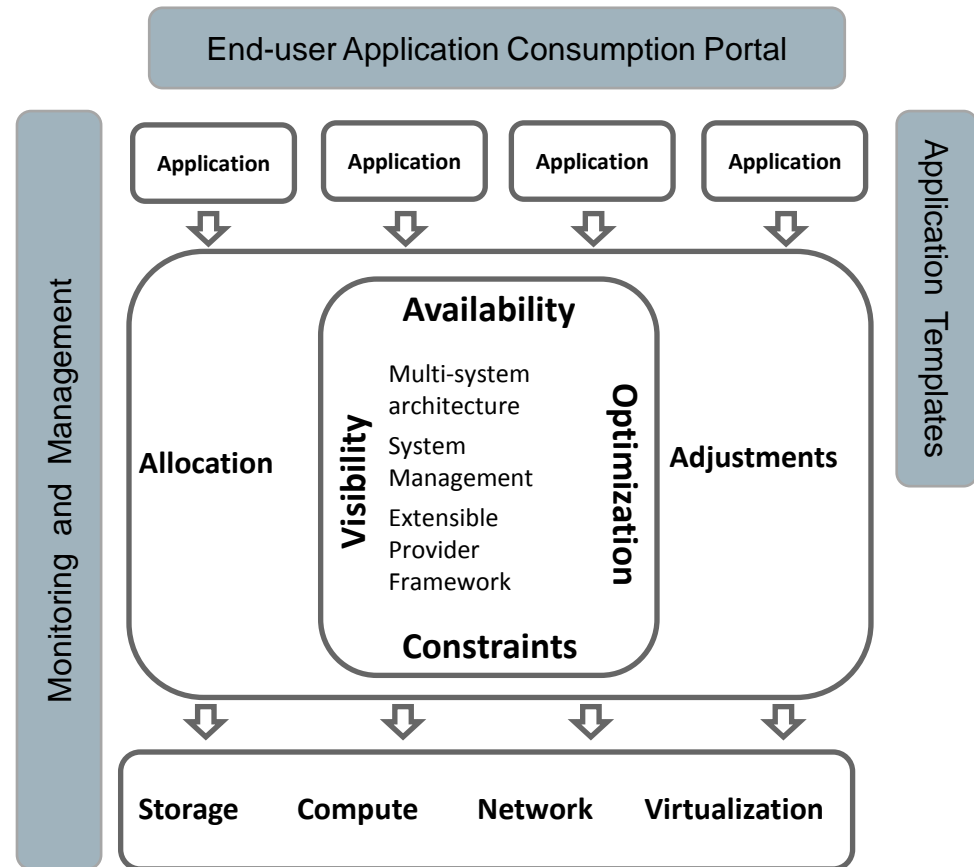 End-user Application Consumption Portal
Monitoring and Management
Application Templates
Application
Application
Application
Application
Allocation
Availability
Visibility
Multi-system
architecture
System
Management
Extensible
Provider
Framework
Optimization
Constraints
Adjustments
Storage
Compute
Network
Virtualization